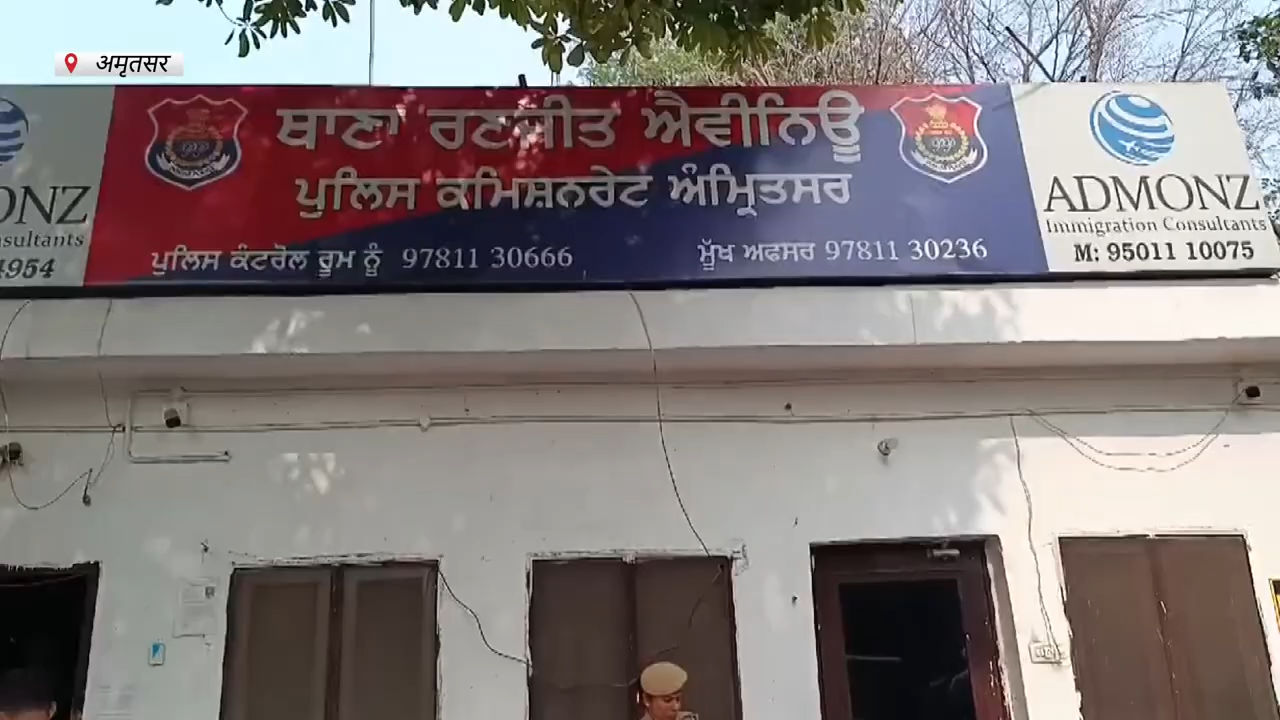 अमृतसर
ਥਾਣਾ ਰਣਜੀਤ ਐਵੀਨਿਊ
ਪੁਲਿਸ ਕਮਿਸ਼ਨਰੇਟ ਅੰਮ੍ਰਿਤਸਰ
ਪੁਲਿਸ ਕੰਟਰੋਲ ਰੂਮ ਨੂੰ 97811 30666
ਮੁੱਖ ਅਫਸਰ 97811 30236
ONZ
sultants
4954
ADMONZ
Immigration Consultants
M: 95011 10075